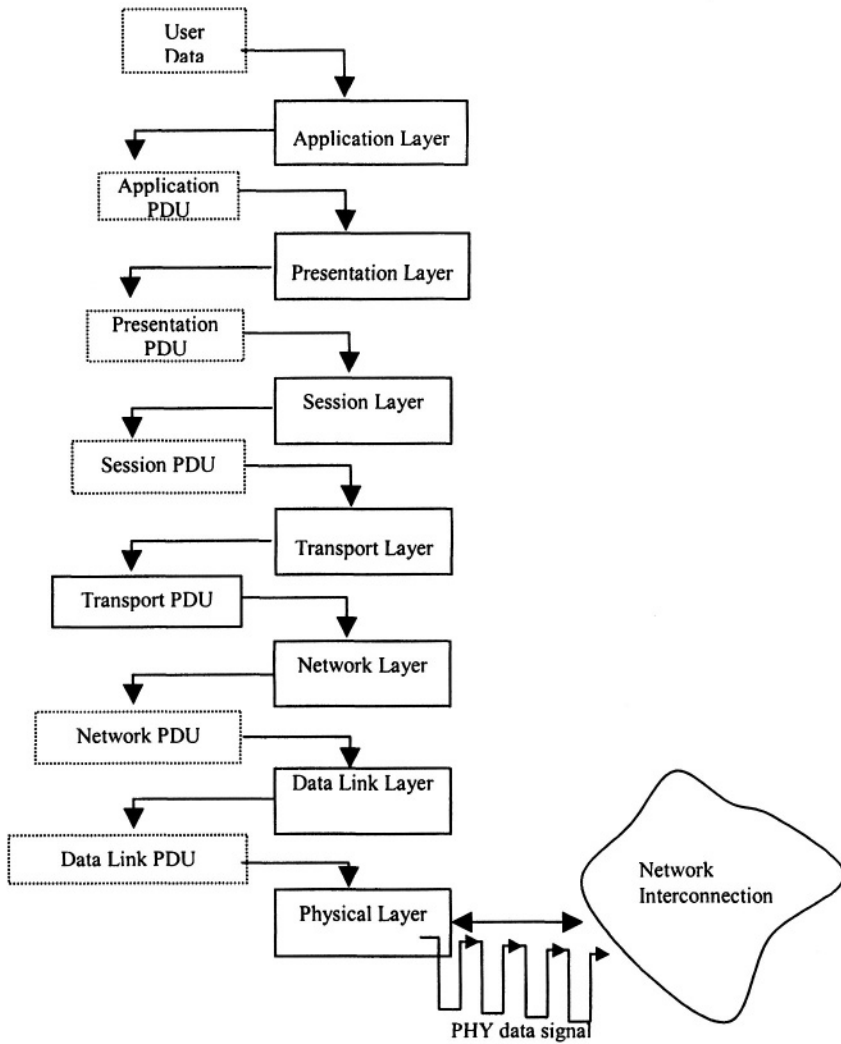 User
Data
Application Layer
Application
PDU
Presentation Layer
Presentation
PDU
Session Layer
Session PDU
Transport Layer
Transport PDU
Network Layer
Network PDU
Data Link Layer
Data Link PDU
Network
Interconnection
Physical Layer
PHY data signal